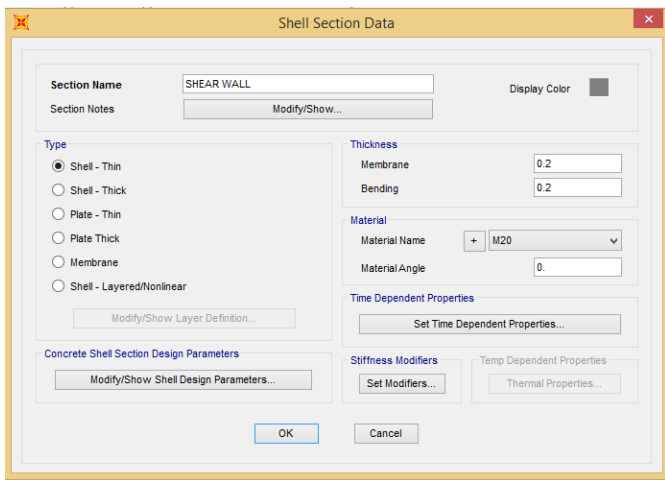 Shell Section Data
Section Name
SHEAR WALL
Display Color
Section Notes
Modify/Show...
Type
Shell - Thin
Shell - Thick
Plate - Thin
Plate Thick
Membrane
Shell - Layered/Nonlinear
Modify/Show Layer Definition...
Thickness
Membrane
0.2
Bending
0.2
Material
Material Name
+
M20
Material Angle
0.
Time Dependent Properties
Set Time Dependent Properties...
Concrete Shell Section Design Parameters
Modify/Show Shell Design Parameters...
Stiffness Modifiers
Set Modifiers...
Temp Dependent Properties
Thermal Properties...
OK
Cancel